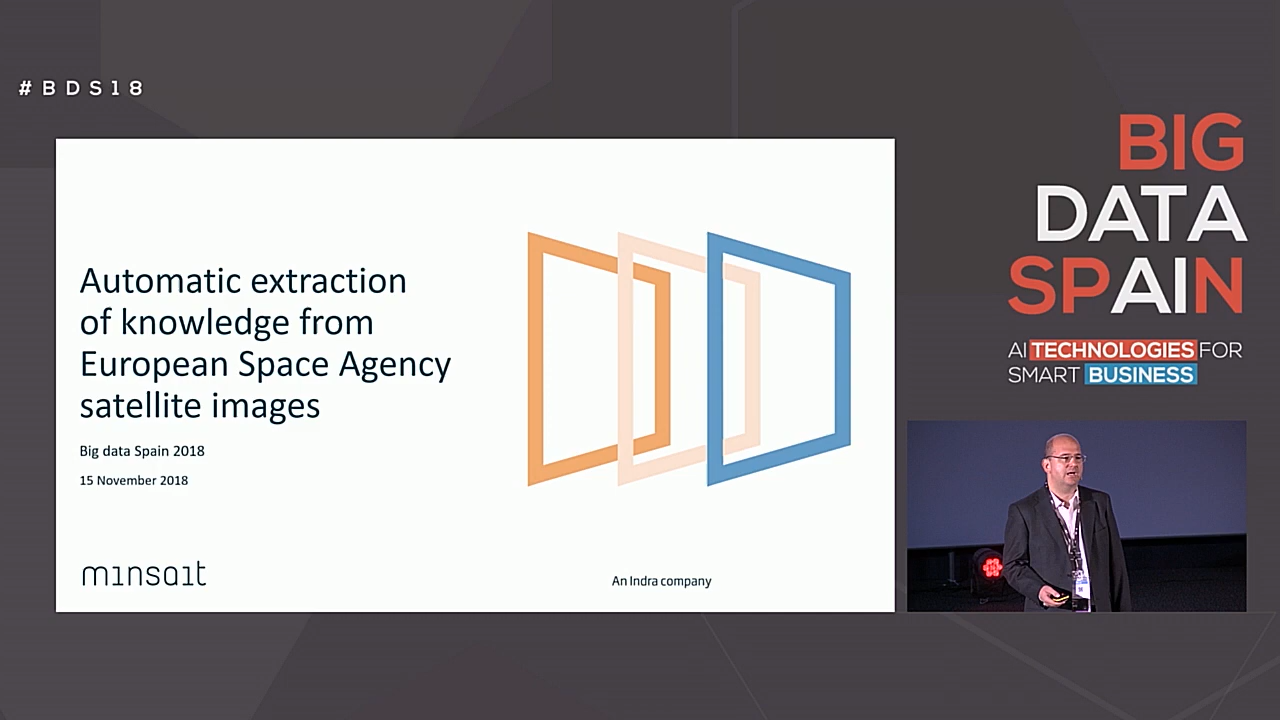 #BDS18
Automatic extraction
of knowledge from
European Space Agency
satellite images
Big data Spain 2018
15 November 2018
minsait
An Indra company
BIG
DATA
SPAIN
AI TECHNOLOGIES FOR
SMART BUSINESS